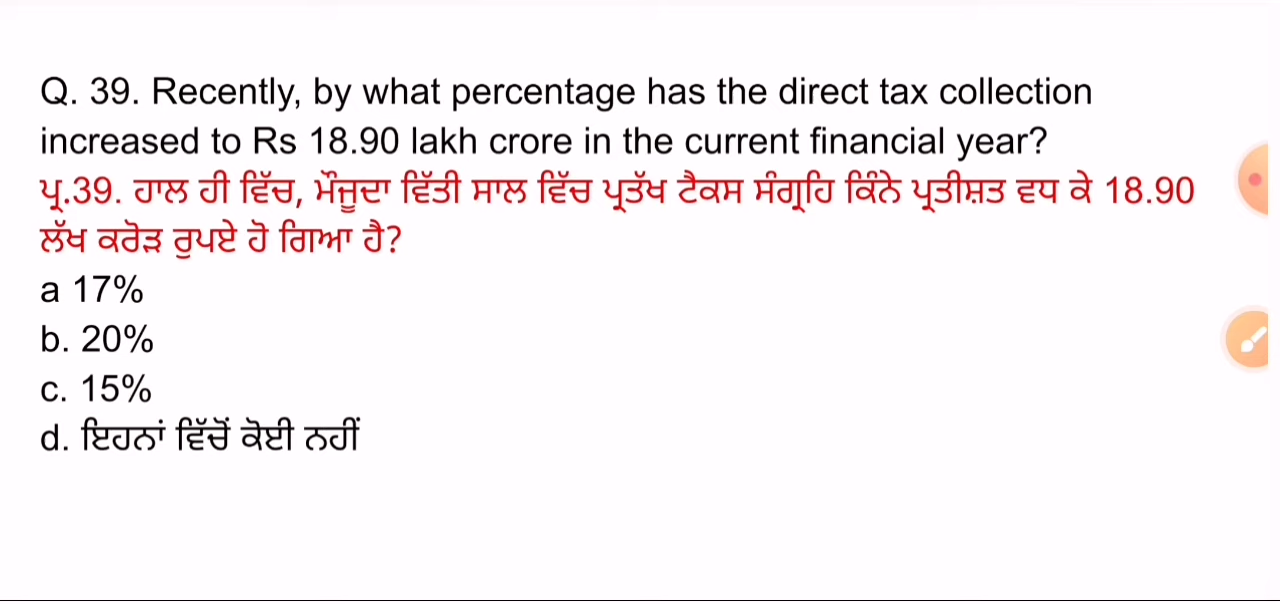 Q. 39. Recently, by what percentage has the direct tax collection
increased to Rs 18.90 lakh crore in the current financial year?
ਪ੍ਰ.39. ਹਾਲ ਹੀ ਵਿੱਚ, ਮੌਜੂਦਾ ਵਿੱਤੀ ਸਾਲ ਵਿੱਚ ਪ੍ਰਤੱਖ ਟੈਕਸ ਸੰਗ੍ਰਹਿ ਕਿੰਨੇ ਪ੍ਰਤੀਸ਼ਤ ਵਧ ਕੇ 18.90
ਲੱਖ ਕਰੋੜ ਰੁਪਏ ਹੋ ਗਿਆ ਹੈ?
a 17%
b. 20%
c. 15%
d. ਇਹਨਾਂ ਵਿੱਚੋਂ ਕੋਈ ਨਹੀਂ